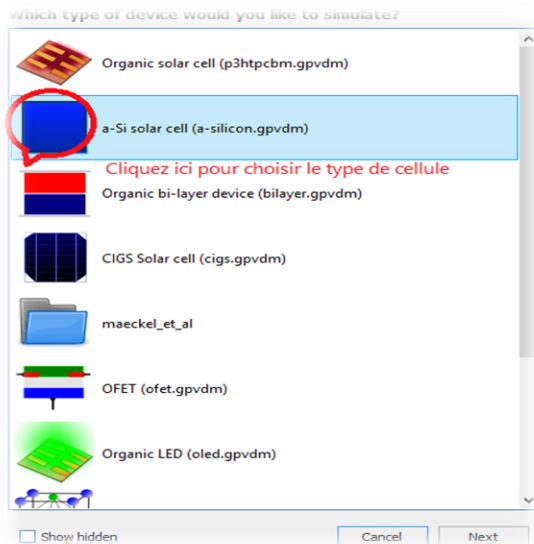 Which type of device would you like to simulate?
Organic solar cell (p3htpcbm.gpvdm)
a-Si solar cell (a-silicon.gpvdm)
Cliquez ici pour choisir le type de cellule
Organic bi-layer device (bilayer.gpvdm)
CIGS Solar cell (cigs.gpvdm)
maeckel_et_al
OFET (ofet.gpvdm)
Organic LED (oled.gpvdm)
Show hidden
Cancel
Next